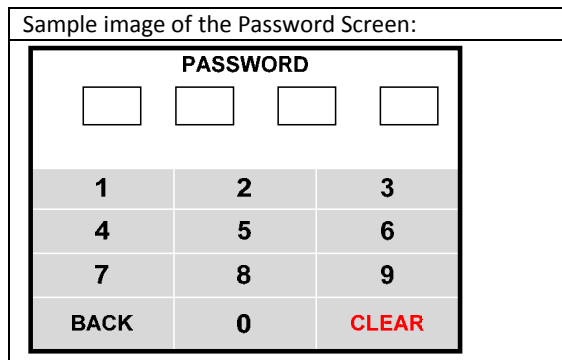 Sample image of the Password Screen:
PASSWORD
1 2 3
4 5 6
7 8 9
BACK 0 CLEAR